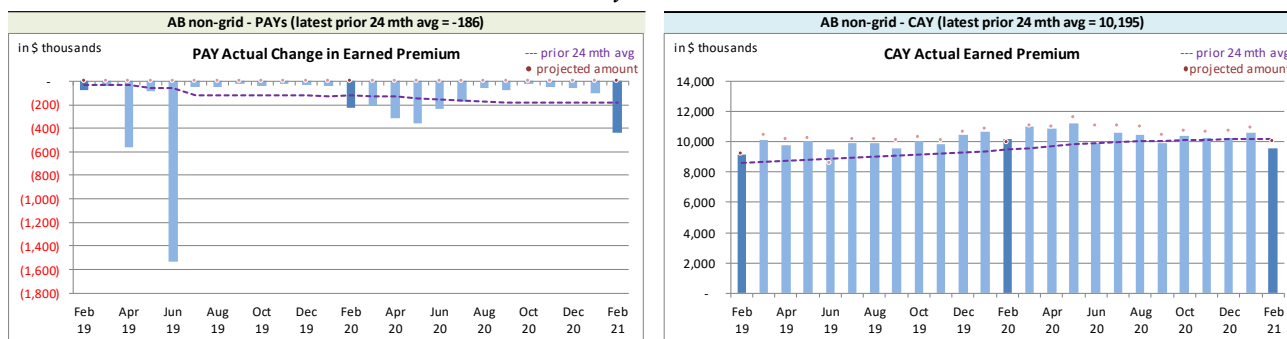 AB non-grid - PAYs (latest prior 24 mth avg = -186)
in $ thousands
PAY Actual Change in Earned Premium
--- prior 24 mth avg
• projected amount
-
(200)
(400)
(600)
(800)
(1,000)
(1,200)
(1,400)
(1,600)
(1,800)
Feb Apr Jun Aug Oct Dec Feb Apr Jun Aug Oct Dec Feb
19 19 19 19 19 19 20 20 20 20 20 20 21
AB non-grid - CAY (latest prior 24 mth avg = 10,195)
in $ thousands
CAY Actual Earned Premium
--- prior 24 mth avg
• projected amount
14,000
12,000
10,000
8,000
6,000
4,000
2,000
-
Feb Apr Jun Aug Oct Dec Feb Apr Jun Aug Oct Dec Feb
19 19 19 19 19 19 20 20 20 20 20 20 21